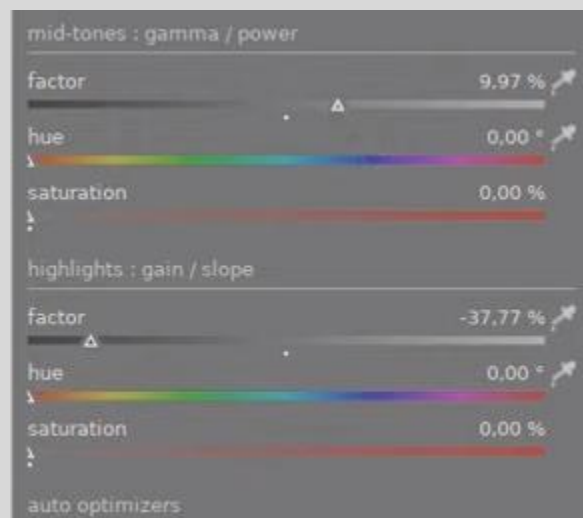 mid-tones : gamma / power
factor 9,97 %
hue 0,00 °
saturation 0,00 %
highlights : gain / slope
factor -37,77 %
hue 0,00 °
saturation 0,00 %
auto optimizers